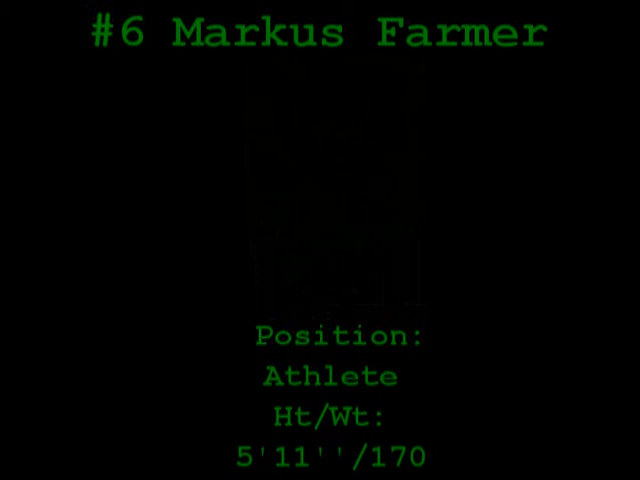 #6 Markus Farmer
Position:
Athlete
Ht/Wt:
5'11''/170